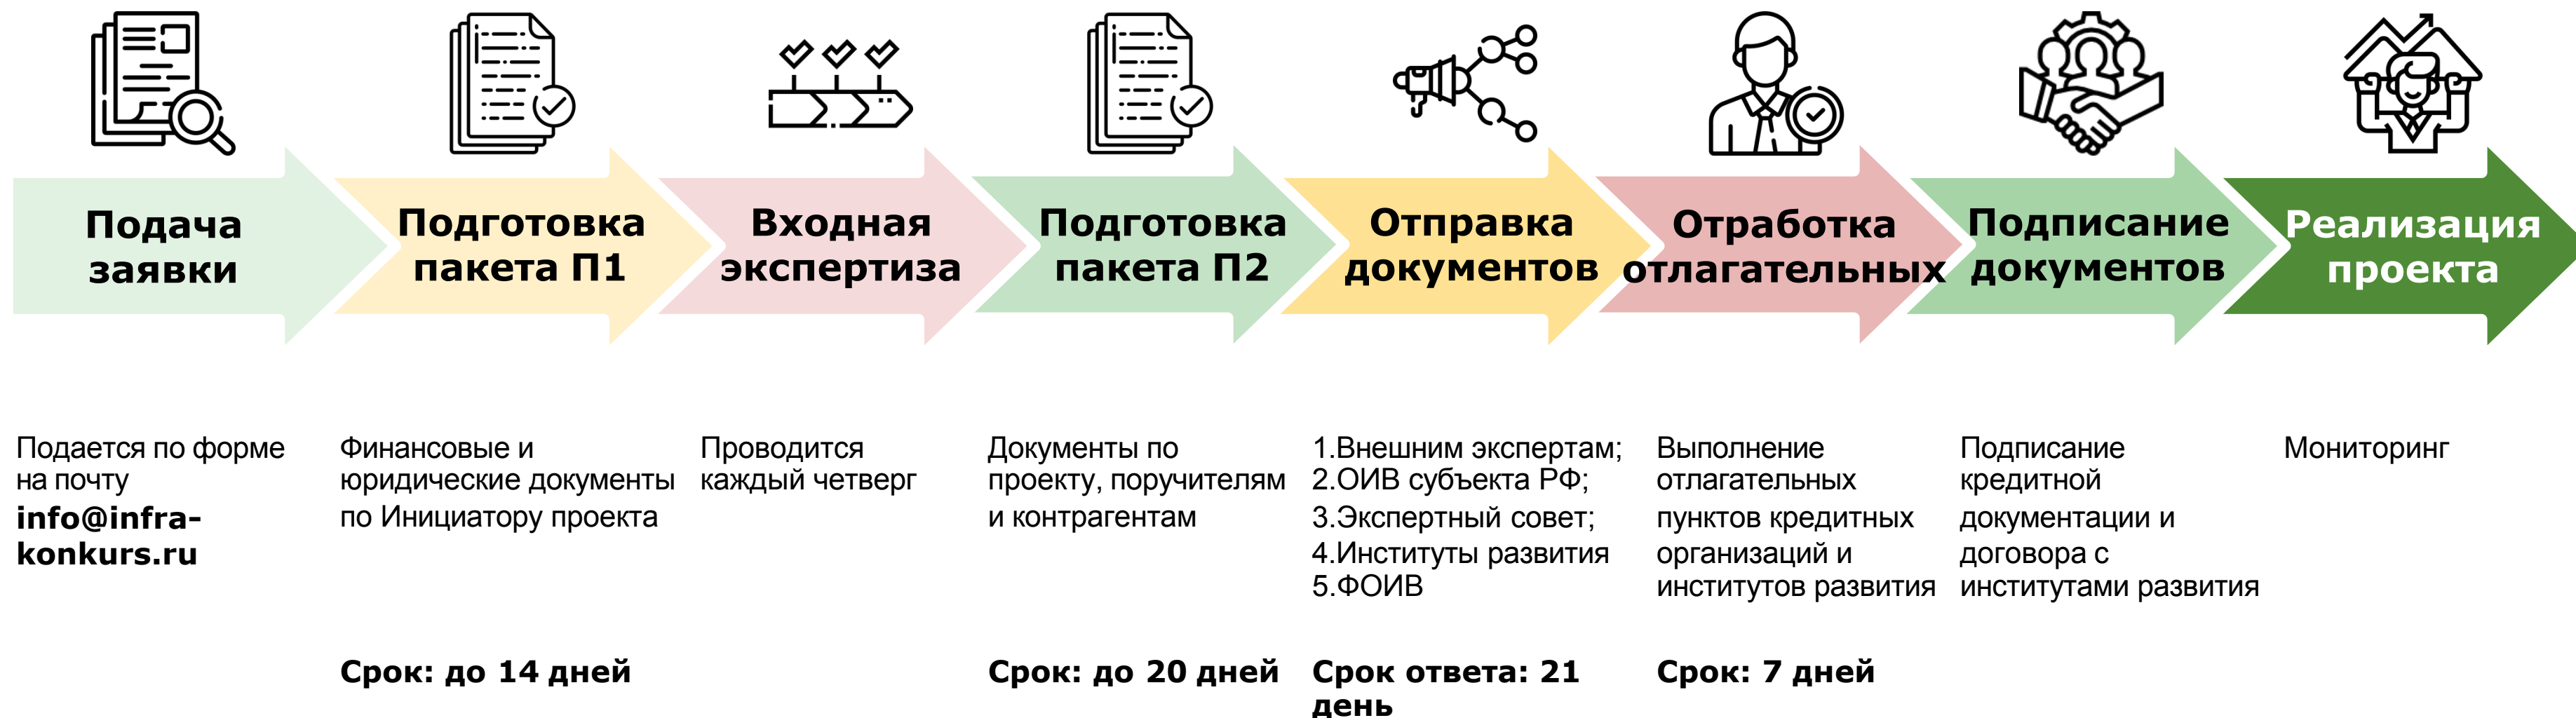 Подача
заявки
Подготовка
пакета П1
Входная
экспертиза
Подготовка
пакета П2
Отправка
документов
Отработка
отлагательных
Подписание
документов
Реализация
проекта
Подается по форме
на почту
info@infra-
konkurs.ru
Финансовые и
юридические документы
по Инициатору проекта
Срок: до 14 дней
Проводится
каждый четверг
Документы по
проекту, поручителям
и контрагентам
Срок: до 20 дней
1.Внешним экспертам;
2.ОИВ субъекта РФ;
3.Экспертный совет;
4.Институты развития
5.ФОИВ
Срок ответа: 21
день
Выполнение
отлагательных
пунктов кредитных
организаций и
институтов развития
Срок: 7 дней
Подписание
кредитной
документации и
договора с
институтами развития
Мониторинг